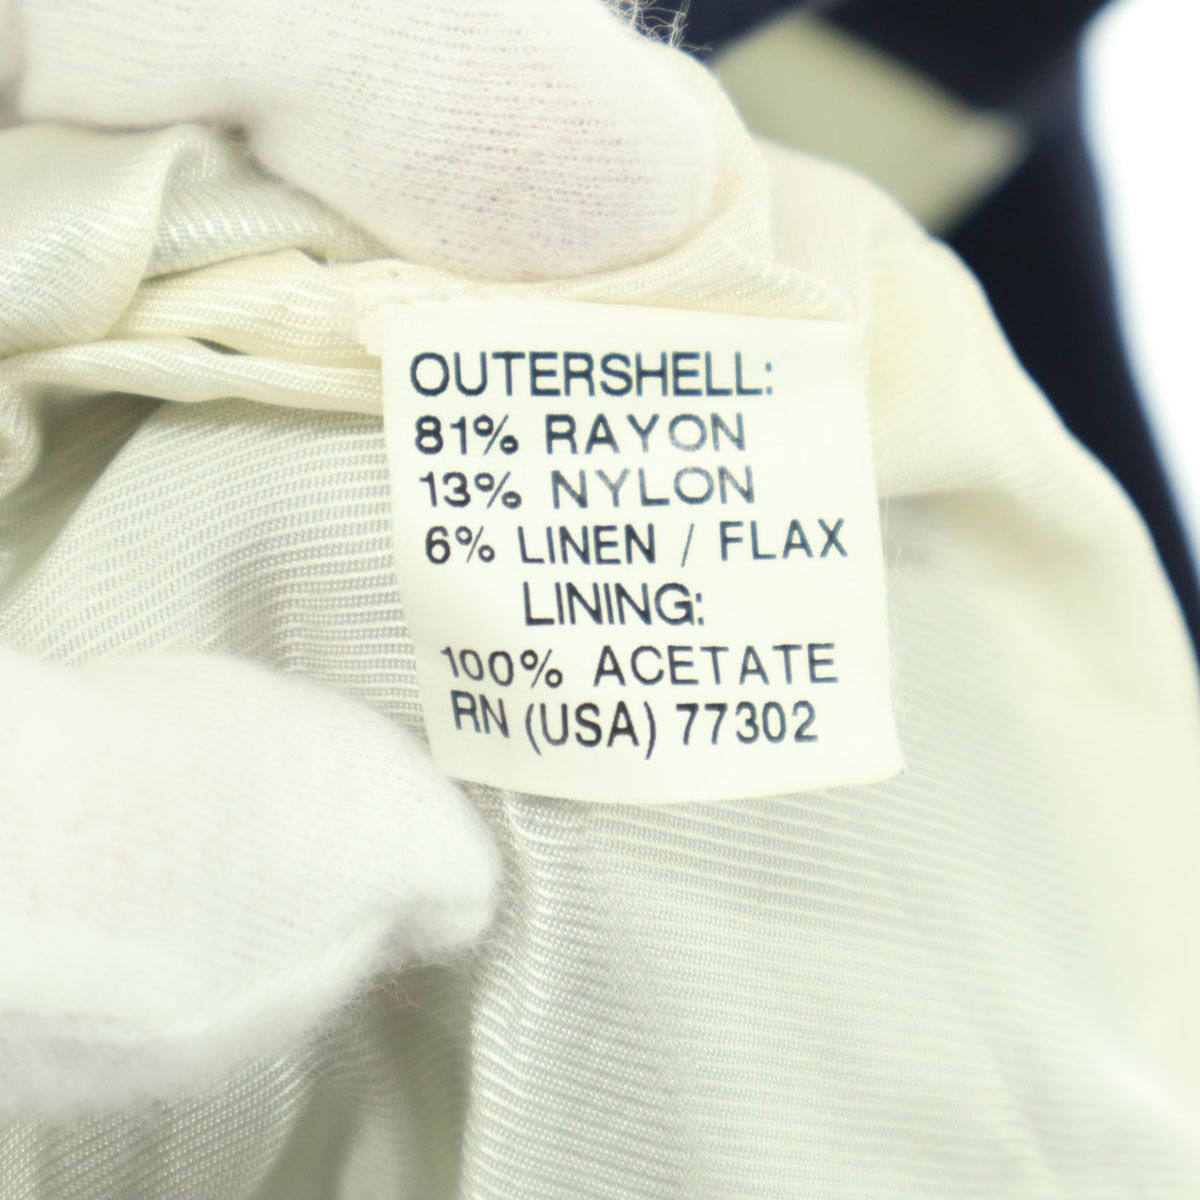 OUTERSHELL:
81% RAYON
13% NYLON
6% LINEN / FLAX
LINING:
100% ACETATE
RN (USA) 77302